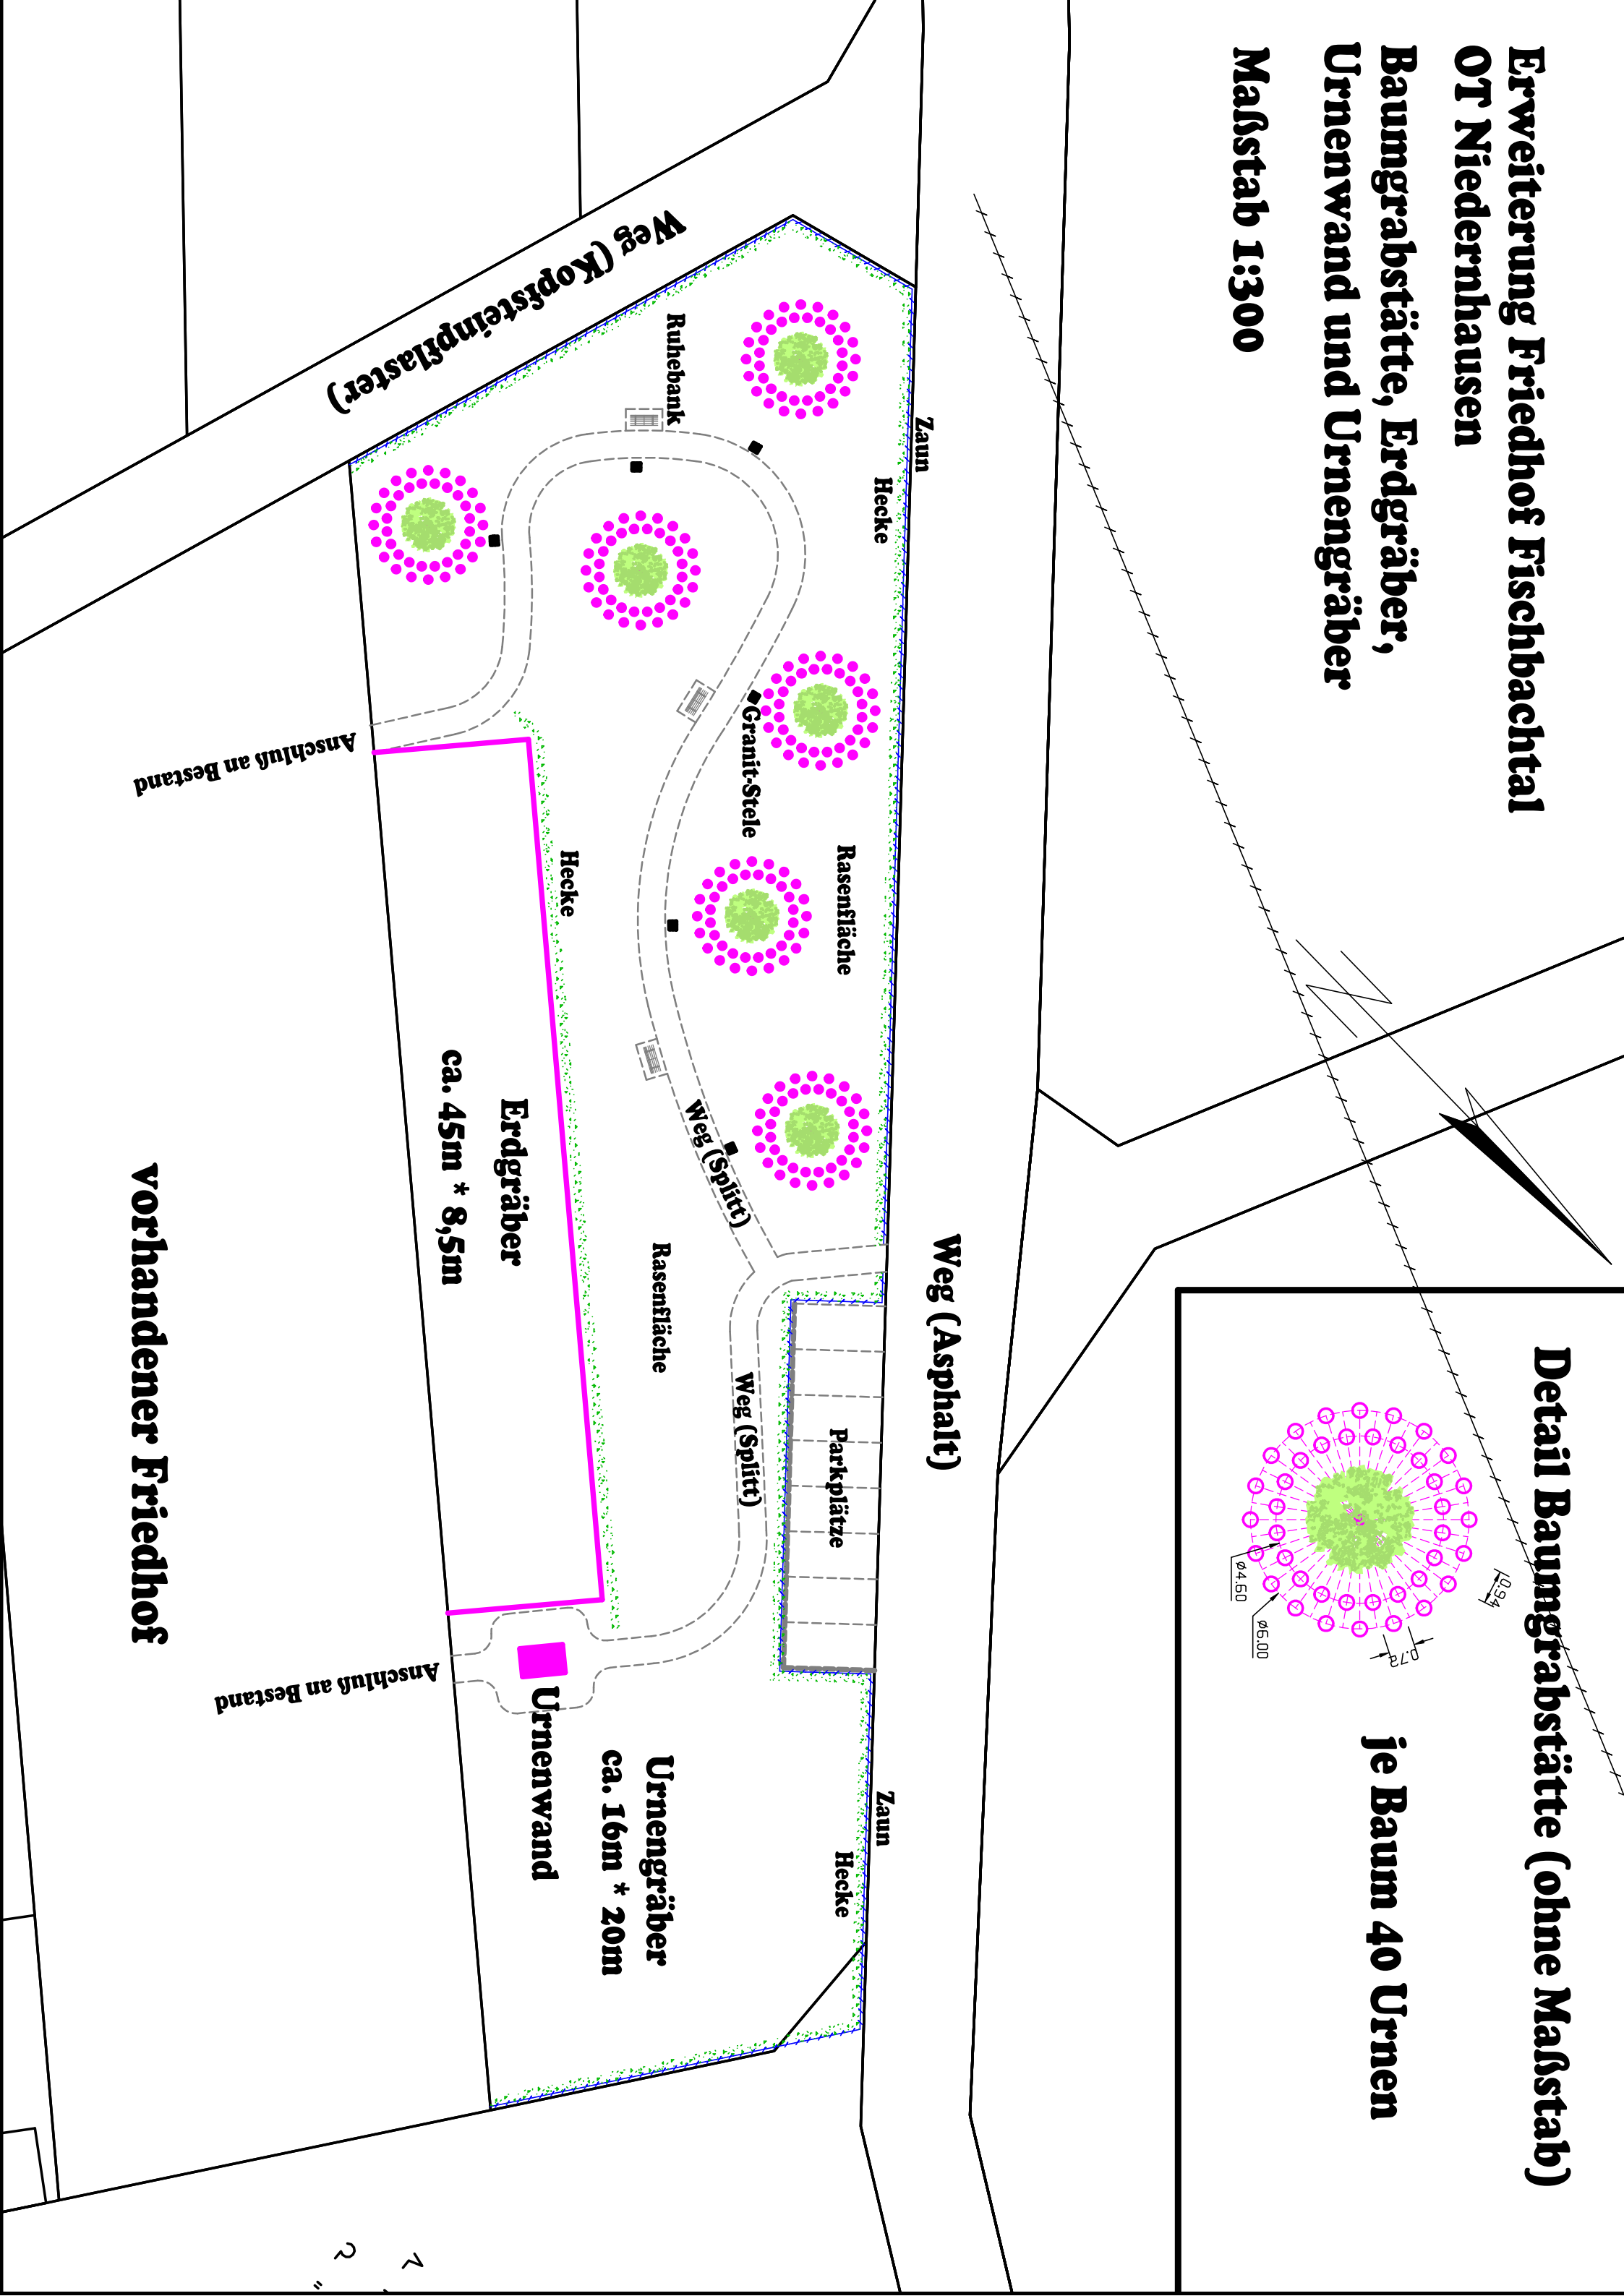 Erweiterung Friedhof Fischbachtal
OT Niedernhausen
Baumgrabstätte, Erdgräber,
Urnenwand und Urnengräber
Maßstab 1:300
Weg (Kopfsteinpflaster)
Ruhebank
Zaun
Hecke
Granit-Stele
Rasenfläche
Anschluß an Bestand
Hecke
Erdgräber
ca. 45m * 8,5m
Weg (Splitt)
Rasenfläche
Weg (Splitt)
Parkplätze
Weg (Asphalt)
vorhandener Friedhof
Anschluß an Bestand
Urnenwand
Urnengräber
ca. 16m * 20m
Zaun
Hecke
Detail Baumgrabstätte (ohne Maßstab)
je Baum 40 Urnen
ø4.60
ø6.00
0.94
0.72